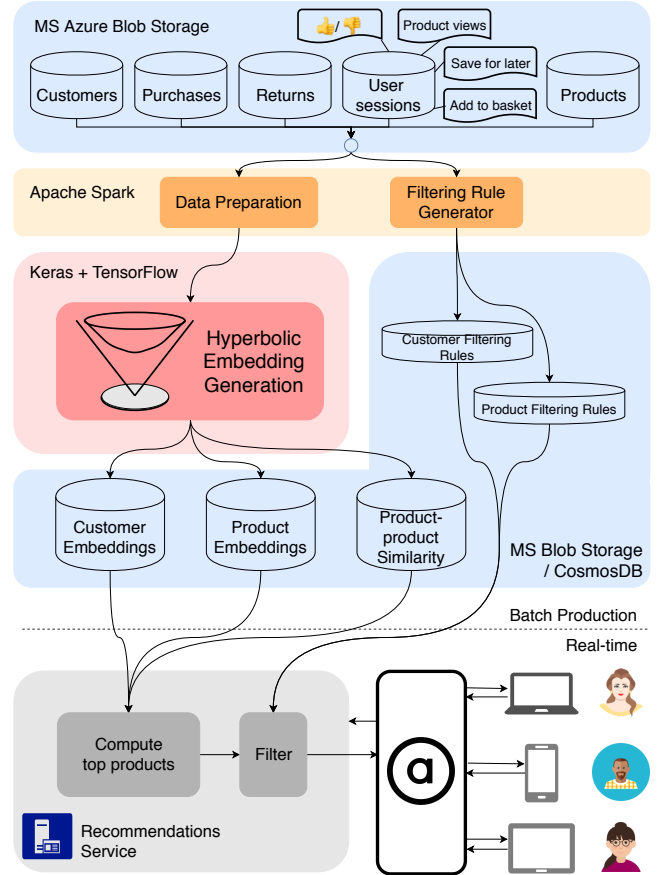 MS Azure Blob Storage
👍/👎
Product views
Save for later
Add to basket
Customers
Purchases
Returns
User
sessions
Products
Apache Spark
Data Preparation
Filtering Rule
Generator
Keras + TensorFlow
Hyperbolic
Embedding
Generation
Customer Filtering
Rules
Product Filtering Rules
Customer
Embeddings
Product
Embeddings
Product-
product
Similarity
MS Blob Storage
/ CosmosDB
Batch Production
Real-time
Compute
top products
Filter
a
Recommendations
Service